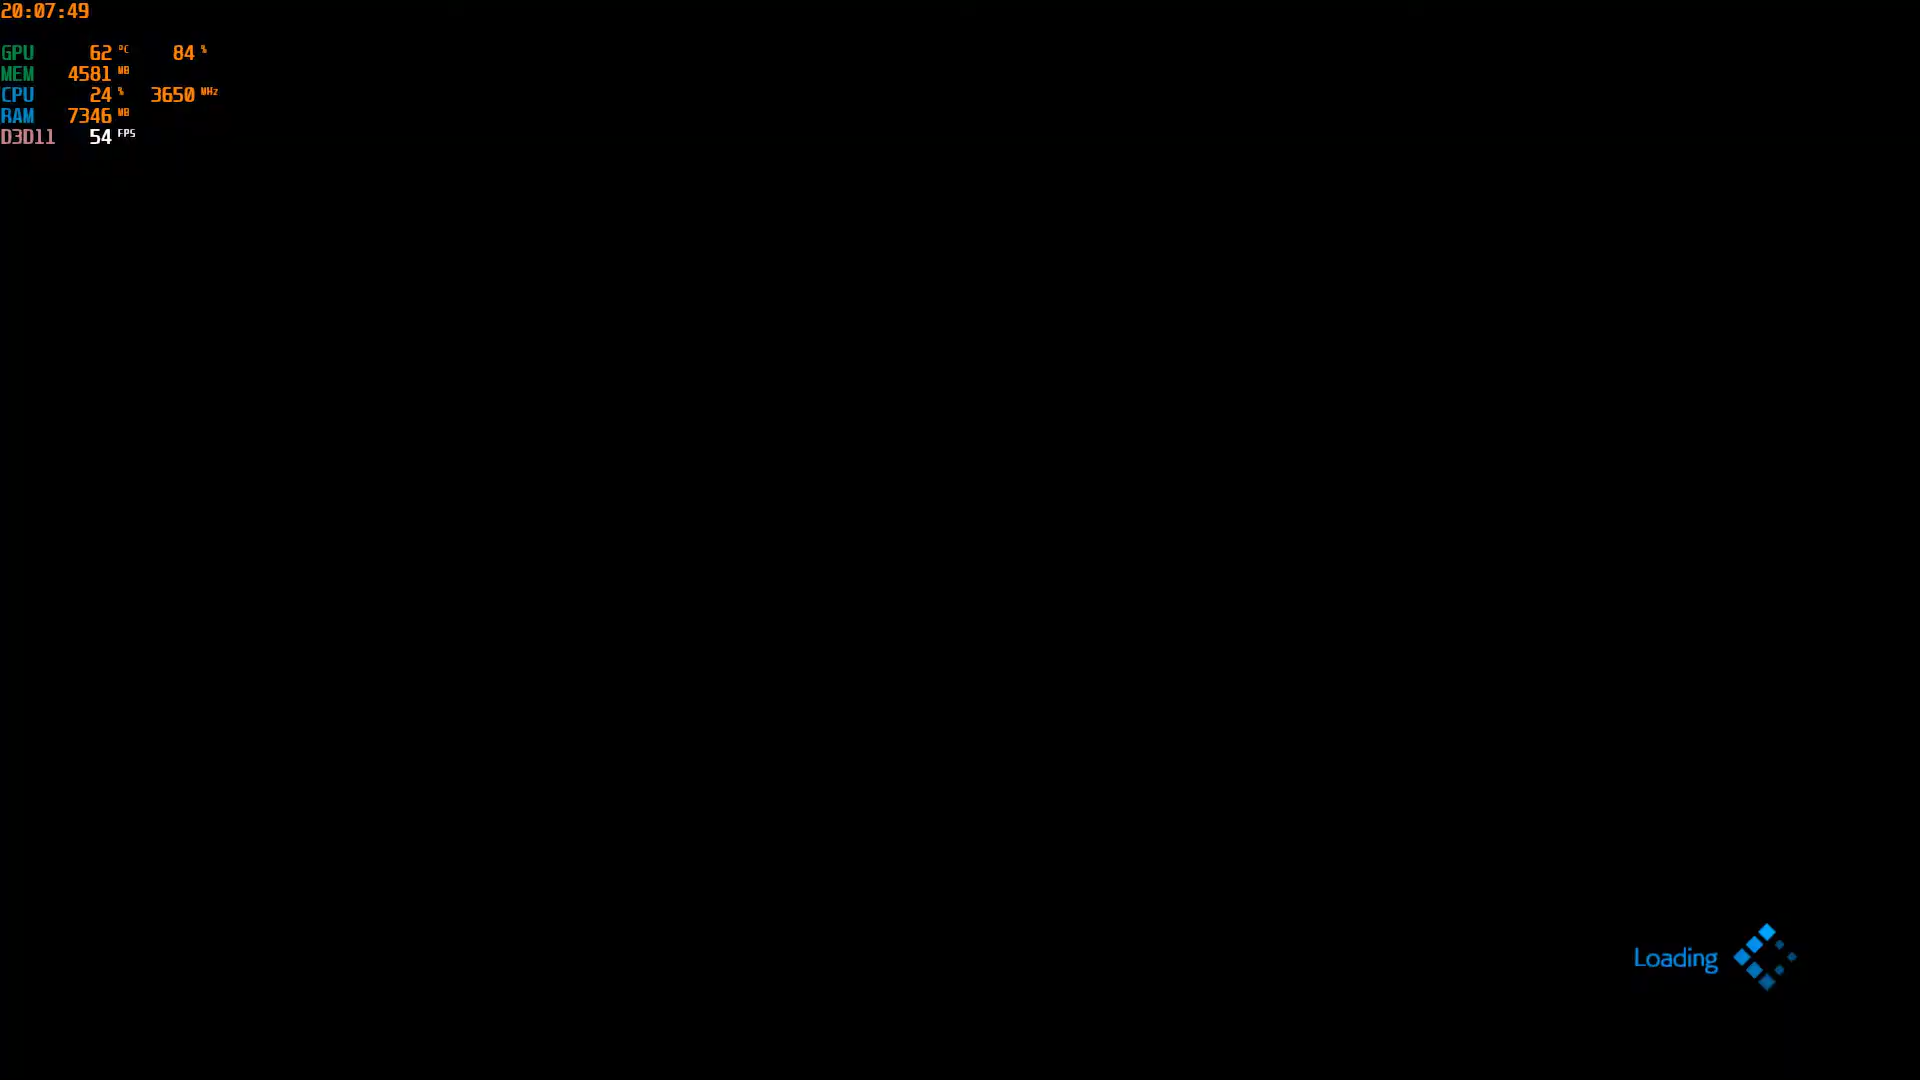 20:07:49
GPU 62 °C 84 %
MEM 4581 MB
CPU 24 % 3650 MHz
RAM 7346 MB
D3D11 54 FPS
Loading